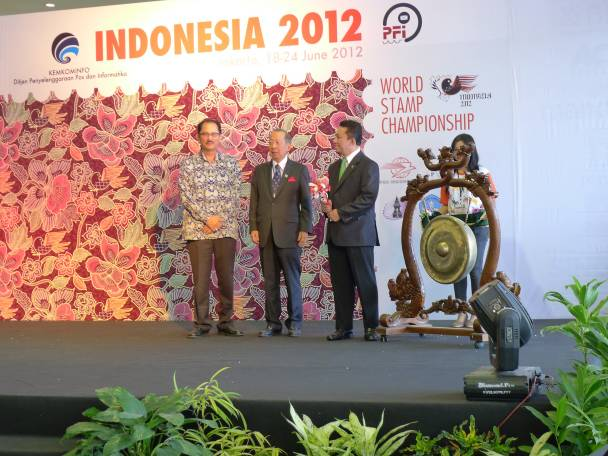 INDONESIA 2012
Jakarta, 18-24 June 2012
KEMKOMINFO
Ditjen Penyelenggaraan Pos dan Informatika
PFI
WORLD
STAMP
CHAMPIONSHIP
INDONESIA
2012